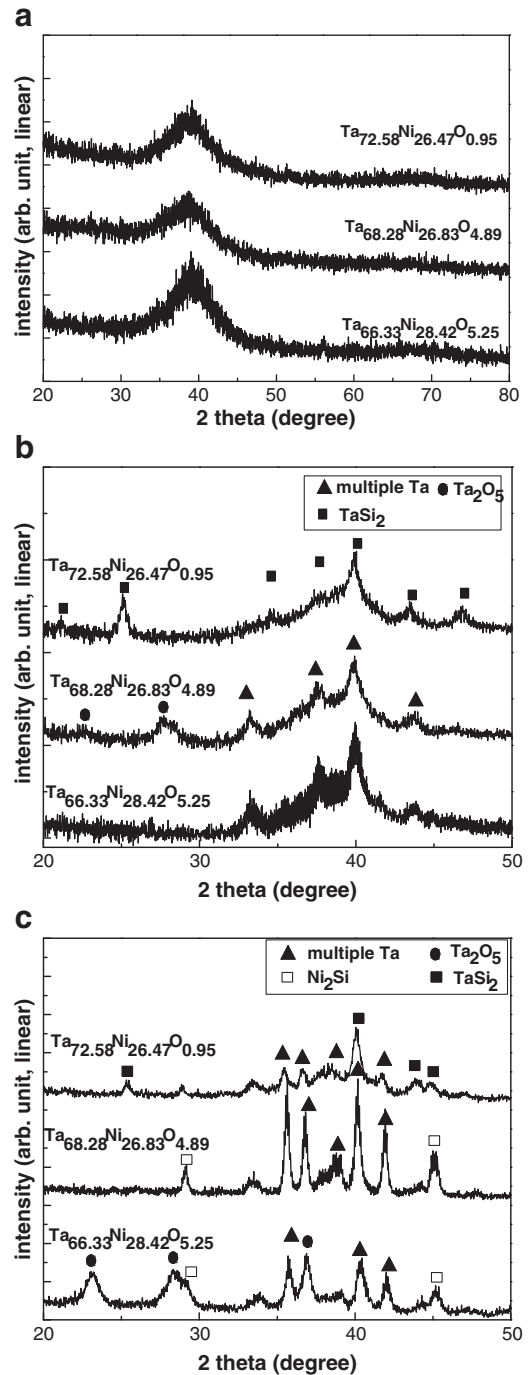 a
Ta72.58Ni26.47O0.95
Ta68.28Ni26.83O4.89
Ta66.33Ni28.42O5.25
intensity (arb. unit, linear)
20 30 40 50 60 70 80
2 theta (degree)
b
multiple Ta Ta2O5
TaSi2
Ta72.58Ni26.47O0.95
Ta68.28Ni26.83O4.89
Ta66.33Ni28.42O5.25
intensity (arb. unit, linear)
20 30 40 50
2 theta (degree)
c
multiple Ta Ta2O5
Ni2Si TaSi2
Ta72.58Ni26.47O0.95
Ta68.28Ni26.83O4.89
Ta66.33Ni28.42O5.25
intensity (arb. unit, linear)
20 30 40 50
2 theta (degree)